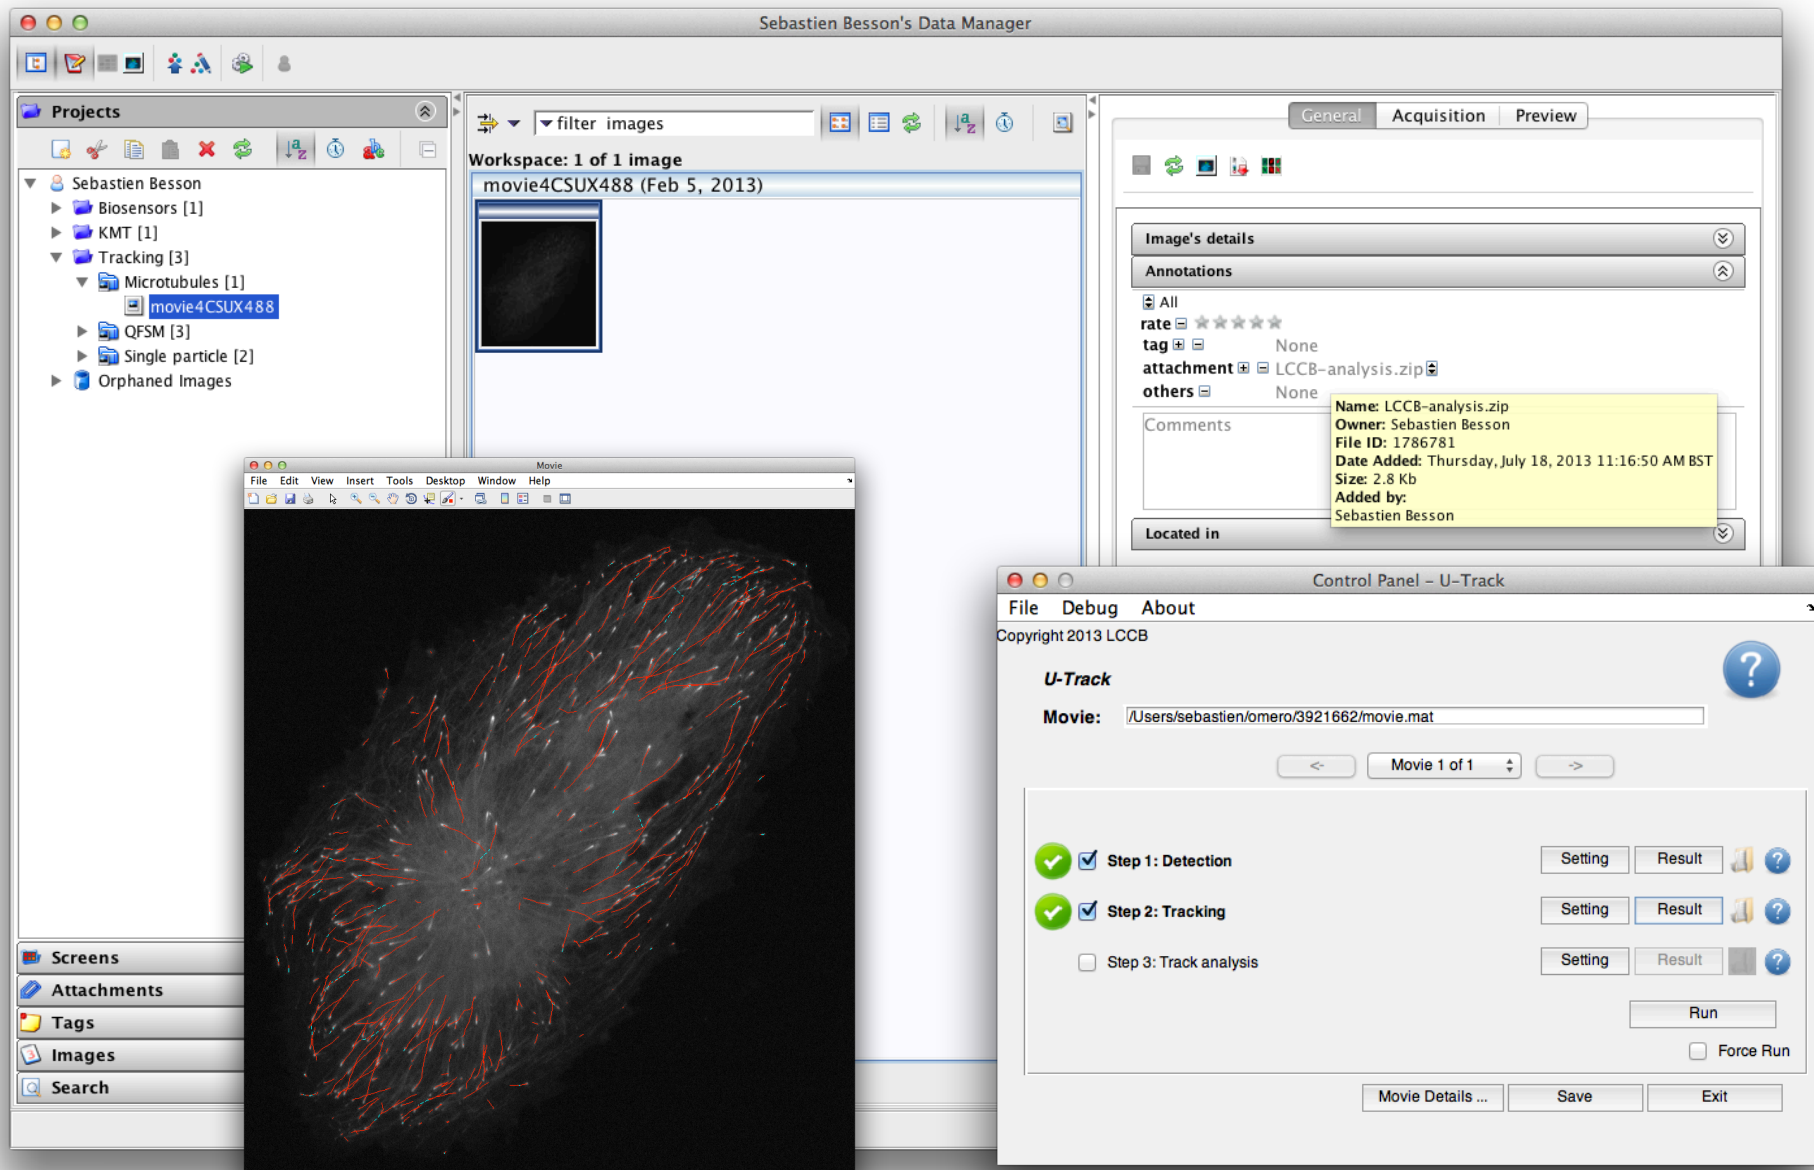 Sebastien Besson's Data Manager
Projects
Sebastien Besson
Biosensors [1]
KMT [1]
Tracking [3]
Microtubules [1]
movie4CSUX488
QFSM [3]
Single particle [2]
Orphaned Images
Screens
Attachments
Tags
Images
Search
filter images
Workspace: 1 of 1 image
movie4CSUX488 (Feb 5, 2013)
General Acquisition Preview
Image's details
Annotations
All
rate
tag None
attachment LCCB-analysis.zip
others None
Comments
Name: LCCB-analysis.zip
Owner: Sebastien Besson
File ID: 1786781
Date Added: Thursday, July 18, 2013 11:16:50 AM BST
Size: 2.8 Kb
Added by:
Sebastien Besson
Located in
Movie
File Edit View Insert Tools Desktop Window Help
Control Panel – U-Track
File Debug About
Copyright 2013 LCCB
U-Track
Movie: /Users/sebastien/omero/3921662/movie.mat
<- Movie 1 of 1 ->
Step 1: Detection Setting Result
Step 2: Tracking Setting Result
Step 3: Track analysis Setting Result
Run
Force Run
Movie Details ... Save Exit